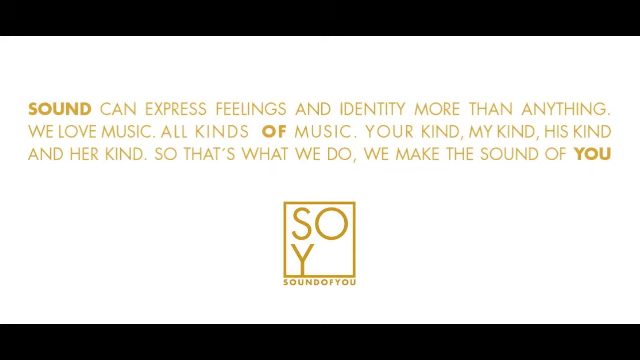 SOUND CAN EXPRESS FEELINGS AND IDENTITY MORE THAN ANYTHING.
WE LOVE MUSIC. ALL KINDS OF MUSIC. YOUR KIND, MY KIND, HIS KIND
AND HER KIND. SO THAT´S WHAT WE DO, WE MAKE THE SOUND OF YOU
SO
Y
SOUNDOFYOU